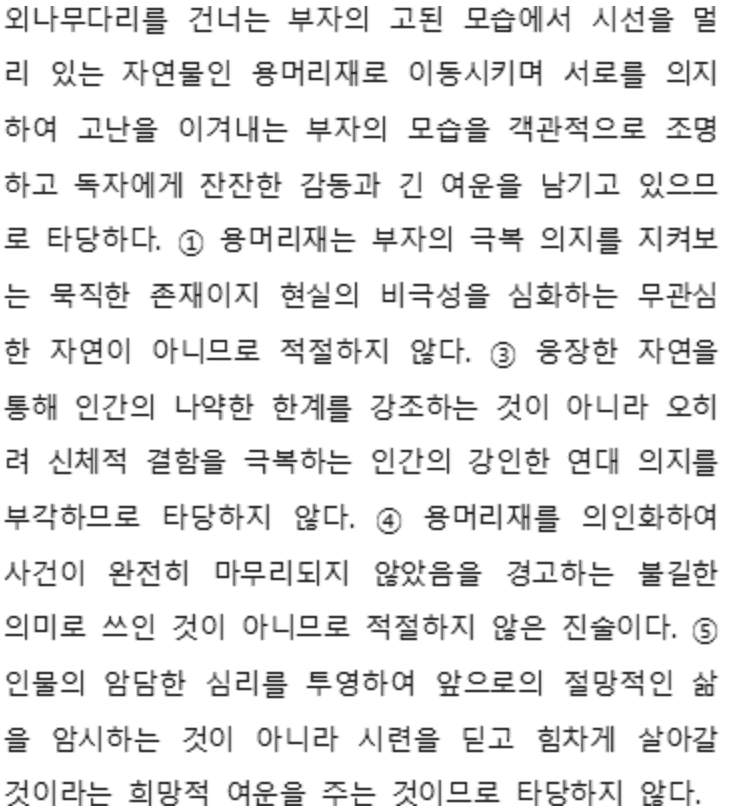 외나무다리를 건너는 부자의 고된 모습에서 시선을 멀
리 있는 자연물인 용머리재로 이동시키며 서로를 의지
하여 고난을 이겨내는 부자의 모습을 객관적으로 조명
하고 독자에게 잔잔한 감동과 긴 여운을 남기고 있으므
로 타당하다. ① 용머리재는 부자의 극복 의지를 지켜보
는 묵직한 존재이지 현실의 비극성을 심화하는 무관심
한 자연이 아니므로 적절하지 않다. ③ 웅장한 자연을
통해 인간의 나약한 한계를 강조하는 것이 아니라 오히
려 신체적 결함을 극복하는 인간의 강인한 연대 의지를
부각하므로 타당하지 않다. ④ 용머리재를 의인화하여
사건이 완전히 마무리되지 않았음을 경고하는 불길한
의미로 쓰인 것이 아니므로 적절하지 않은 진술이다. ⑤
인물의 암담한 심리를 투영하여 앞으로의 절망적인 삶
을 암시하는 것이 아니라 시련을 딛고 힘차게 살아갈
것이라는 희망적 여운을 주는 것이므로 타당하지 않다.